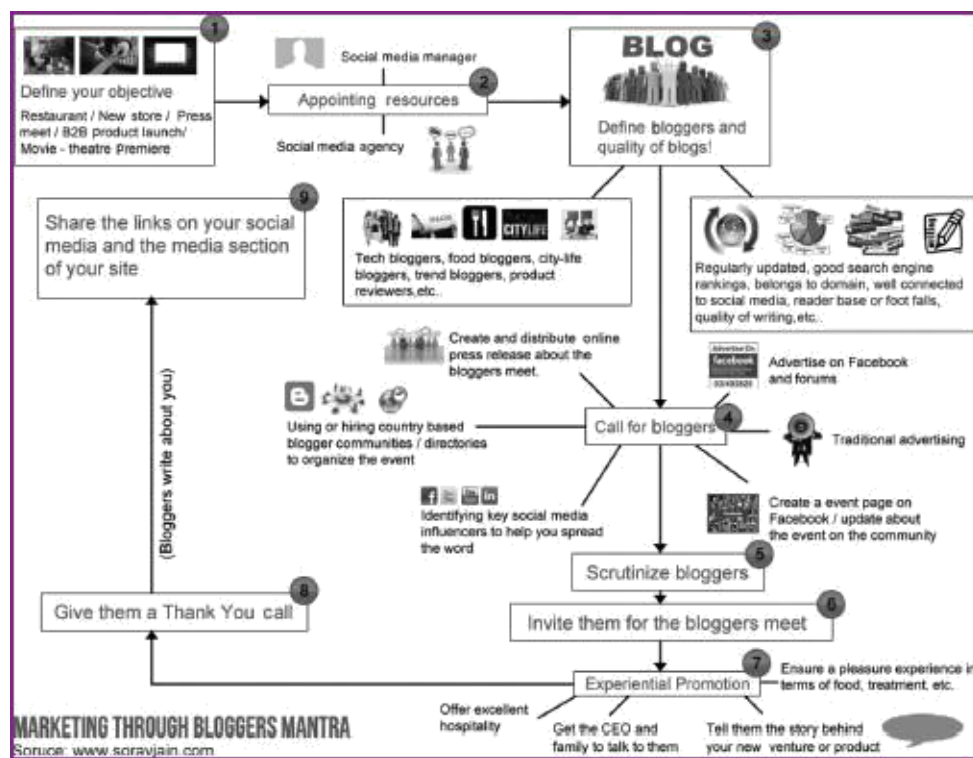 1
Define your objective
Restaurant / New store / Press
meet / B2B product launch/
Movie - theatre Premiere
Social media manager
2
Appointing resources
Social media agency
3
BLOG
Define bloggers and
quality of blogs!
CITYLIFE
Tech bloggers, food bloggers, city-life
bloggers, trend bloggers, product
reviewers,etc..
Regularly updated, good search engine
rankings, belongs to domain, well connected
to social media, reader base or foot falls,
quality of writing,etc..
9
Share the links on your social
media and the media section
of your site
Create and distribute online
press release about the
bloggers meet.
facebook
Advertise on Facebook
and forums
4
Call for bloggers
Traditional advertising
Using or hiring country based
blogger communities / directories
to organize the event
Identifying key social media
influencers to help you spread
the word
Create a event page on
Facebook / update about
the event on the community
(Bloggers write about you)
5
Scrutinize bloggers
6
Invite them for the bloggers meet
8
Give them a Thank You call
7
Experiential Promotion
Ensure a pleasure experience in
terms of food, treatment, etc.
Offer excellent
hospitality
Get the CEO and
family to talk to them
Tell them the story behind
your new venture or product
MARKETING THROUGH BLOGGERS MANTRA
Soruce: www.soravjain.com